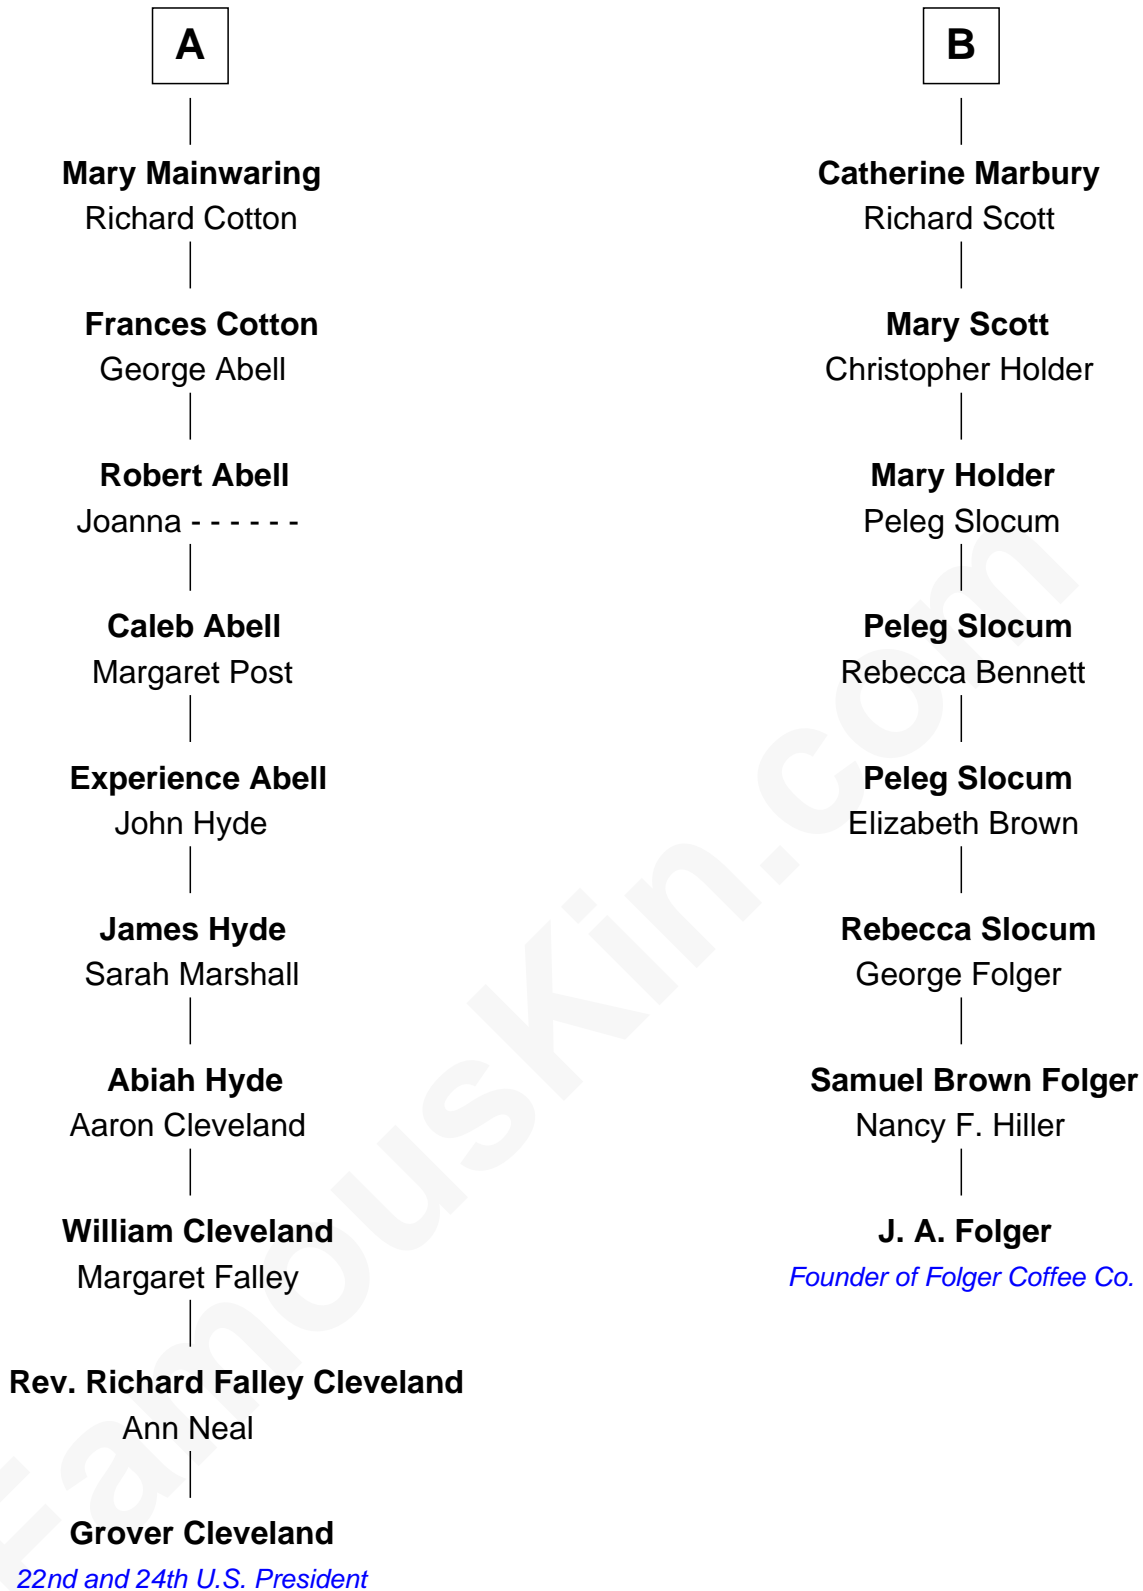 A
Mary Mainwaring
Richard Cotton
Frances Cotton
George Abell
Robert Abell
Joanna - - - - - -
Caleb Abell
Margaret Post
Experience Abell
John Hyde
James Hyde
Sarah Marshall
Abiah Hyde
Aaron Cleveland
William Cleveland
Margaret Falley
Rev. Richard Falley Cleveland
Ann Neal
Grover Cleveland
22nd and 24th U.S. President
B
Catherine Marbury
Richard Scott
Mary Scott
Christopher Holder
Mary Holder
Peleg Slocum
Peleg Slocum
Rebecca Bennett
Peleg Slocum
Elizabeth Brown
Rebecca Slocum
George Folger
Samuel Brown Folger
Nancy F. Hiller
J. A. Folger
Founder of Folger Coffee Co.
FamousKin.com